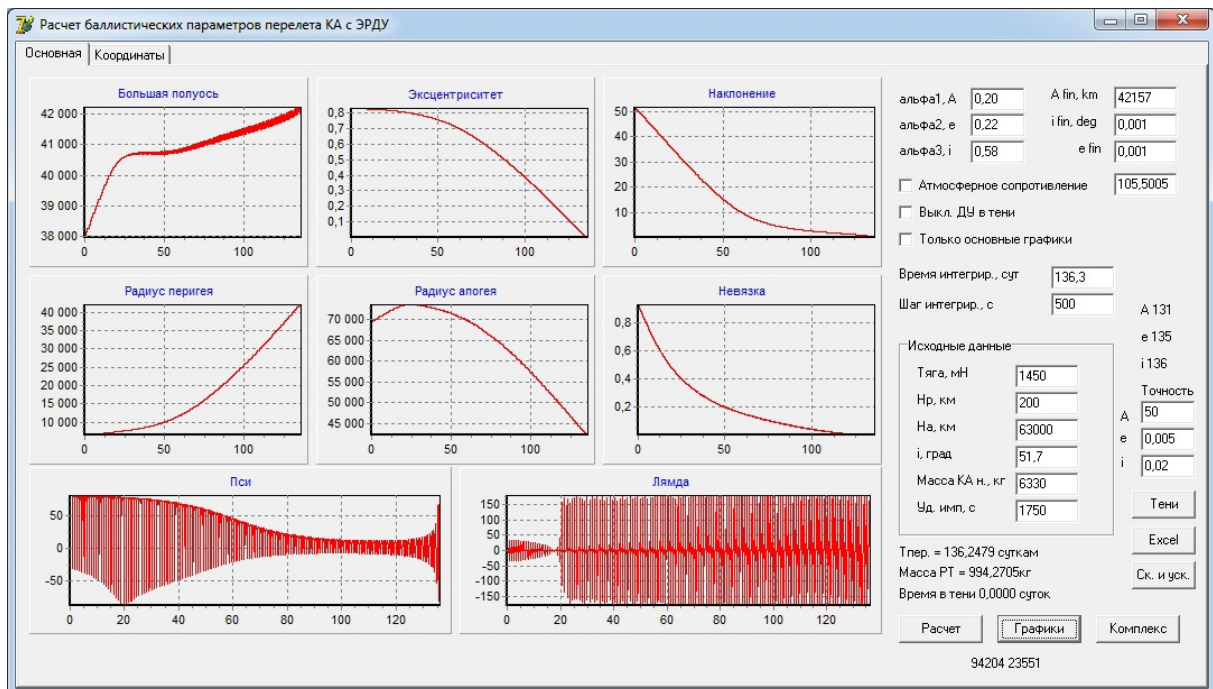 Расчет баллистических параметров перелета КА с ЭРДУ
Основная
Координаты
Большая полуось
42 000
41 000
40 000
39 000
38 000
0
50
100
Эксцентриситет
0,8
0,7
0,6
0,5
0,4
0,3
0,2
0,1
0
50
100
Наклонение
50
40
30
20
10
0
50
100
Радиус перигея
40 000
35 000
30 000
25 000
20 000
15 000
10 000
0
50
100
Радиус апогея
70 000
65 000
60 000
55 000
50 000
45 000
0
50
100
Невязка
0,8
0,6
0,4
0,2
0
50
100
Пси
50
0
-50
0
20
40
60
80
100
120
Лямда
150
100
50
0
-50
-100
-150
0
20
40
60
80
100
120
альфа1, A 0,20
A fin, km 42157
альфа2, e 0,22
i fin, deg 0,001
альфа3, i 0,58
e fin 0,001
Атмосферное сопротивление 105,5005
Выкл. ДУ в тени
Только основные графики
Время интегрир., сут 136,3
Шаг интегрир., с 500
A 131
e 135
i 136
Исходные данные
Тяга, мН 1450
Нр, км 200
На, км 63000
i, град 51,7
Масса КА н., кг 6330
Уд. имп, с 1750
Точность
A 50
e 0,005
i 0,02
Тени
Excel
Ск. и уск.
Тпер. = 136,2479 суткам
Масса РТ = 994,2705кг
Время в тени 0,0000 суток
Расчет
Графики
Комплекс
94204 23551